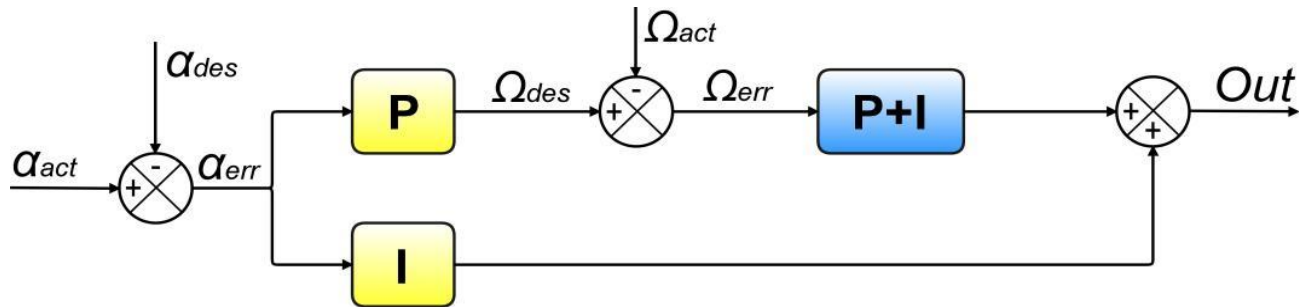 Ωact
αdes
P
Ωdes
-
+
Ωerr
P+I
+
+
Out
αact
-
+
αerr
I